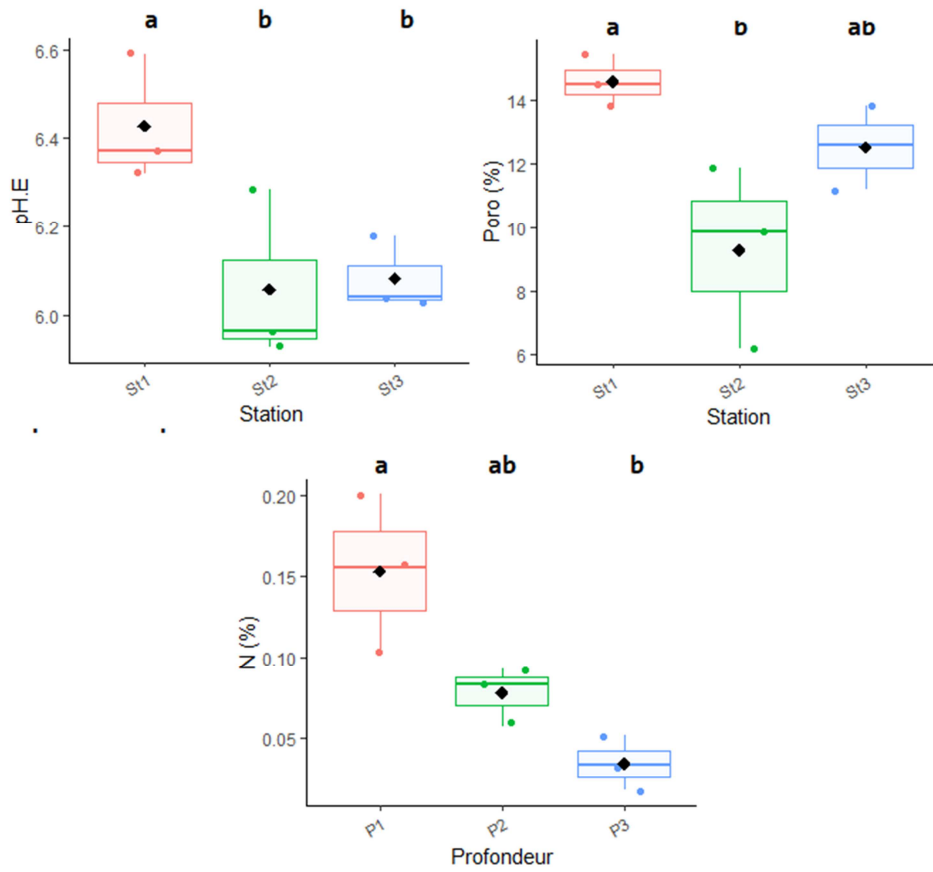 a b b
6.6
6.4
6.2
6.0
pH.E
St1 St2 St3
Station
a b ab
14
12
10
8
6
Poro (%)
St1 St2 St3
Station
a ab b
0.20
0.15
0.10
0.05
N (%)
P1 P2 P3
Profondeur